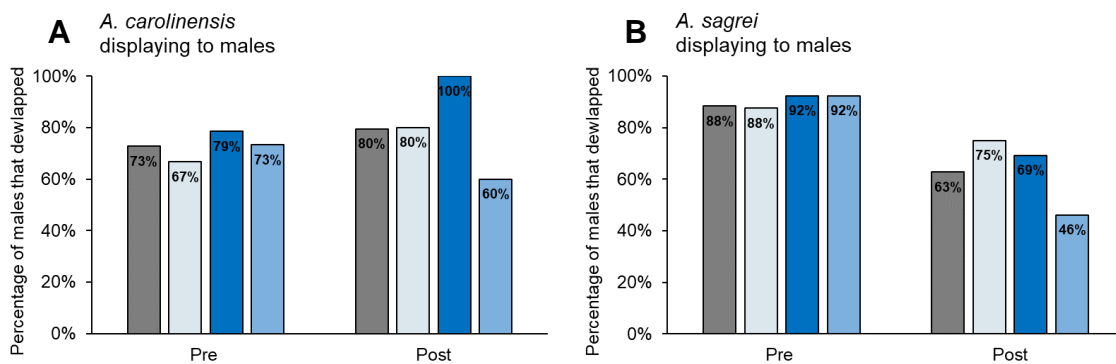 A
A. carolinensis
displaying to males
Percentage of males that dewlapped
100%
80%
60%
40%
20%
0%
73%
67%
79%
73%
80%
80%
100%
60%
Pre
Post
B
A. sagrei
displaying to males
Percentage of males that dewlapped
100%
80%
60%
40%
20%
0%
88%
88%
92%
92%
63%
75%
69%
46%
Pre
Post